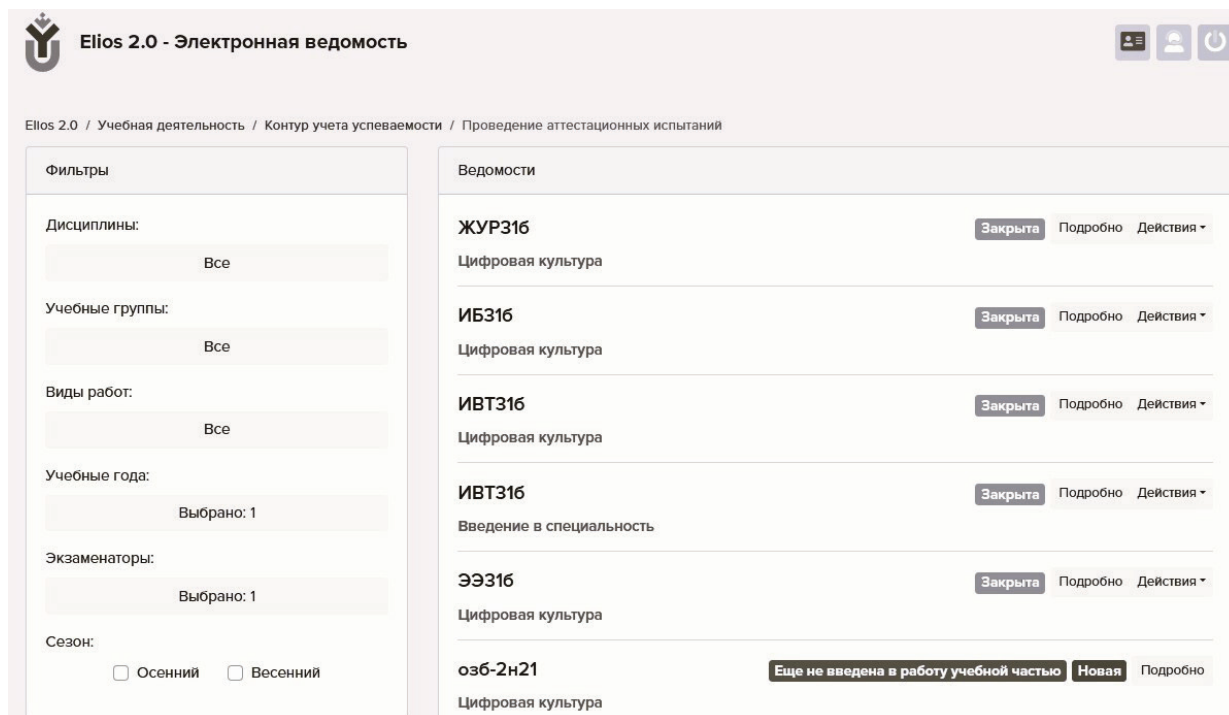 Elios 2.0 - Электронная ведомость
Elios 2.0 / Учебная деятельность / Контур учета успеваемости / Проведение аттестационных испытаний
Фильтры
Дисциплины:
Все
Учебные группы:
Все
Виды работ:
Все
Учебные года:
Выбрано: 1
Экзаменаторы:
Выбрано: 1
Сезон:
Осенний Весенний
Ведомости
ЖУР31б Закрыта Подробно Действия
Цифровая культура
ИБ31б Закрыта Подробно Действия
Цифровая культура
ИВТ31б Закрыта Подробно Действия
Цифровая культура
ИВТ31б Закрыта Подробно Действия
Введение в специальность
ЭЭ31б Закрыта Подробно Действия
Цифровая культура
озб-2н21 Еще не введена в работу учебной частью Новая Подробно
Цифровая культура